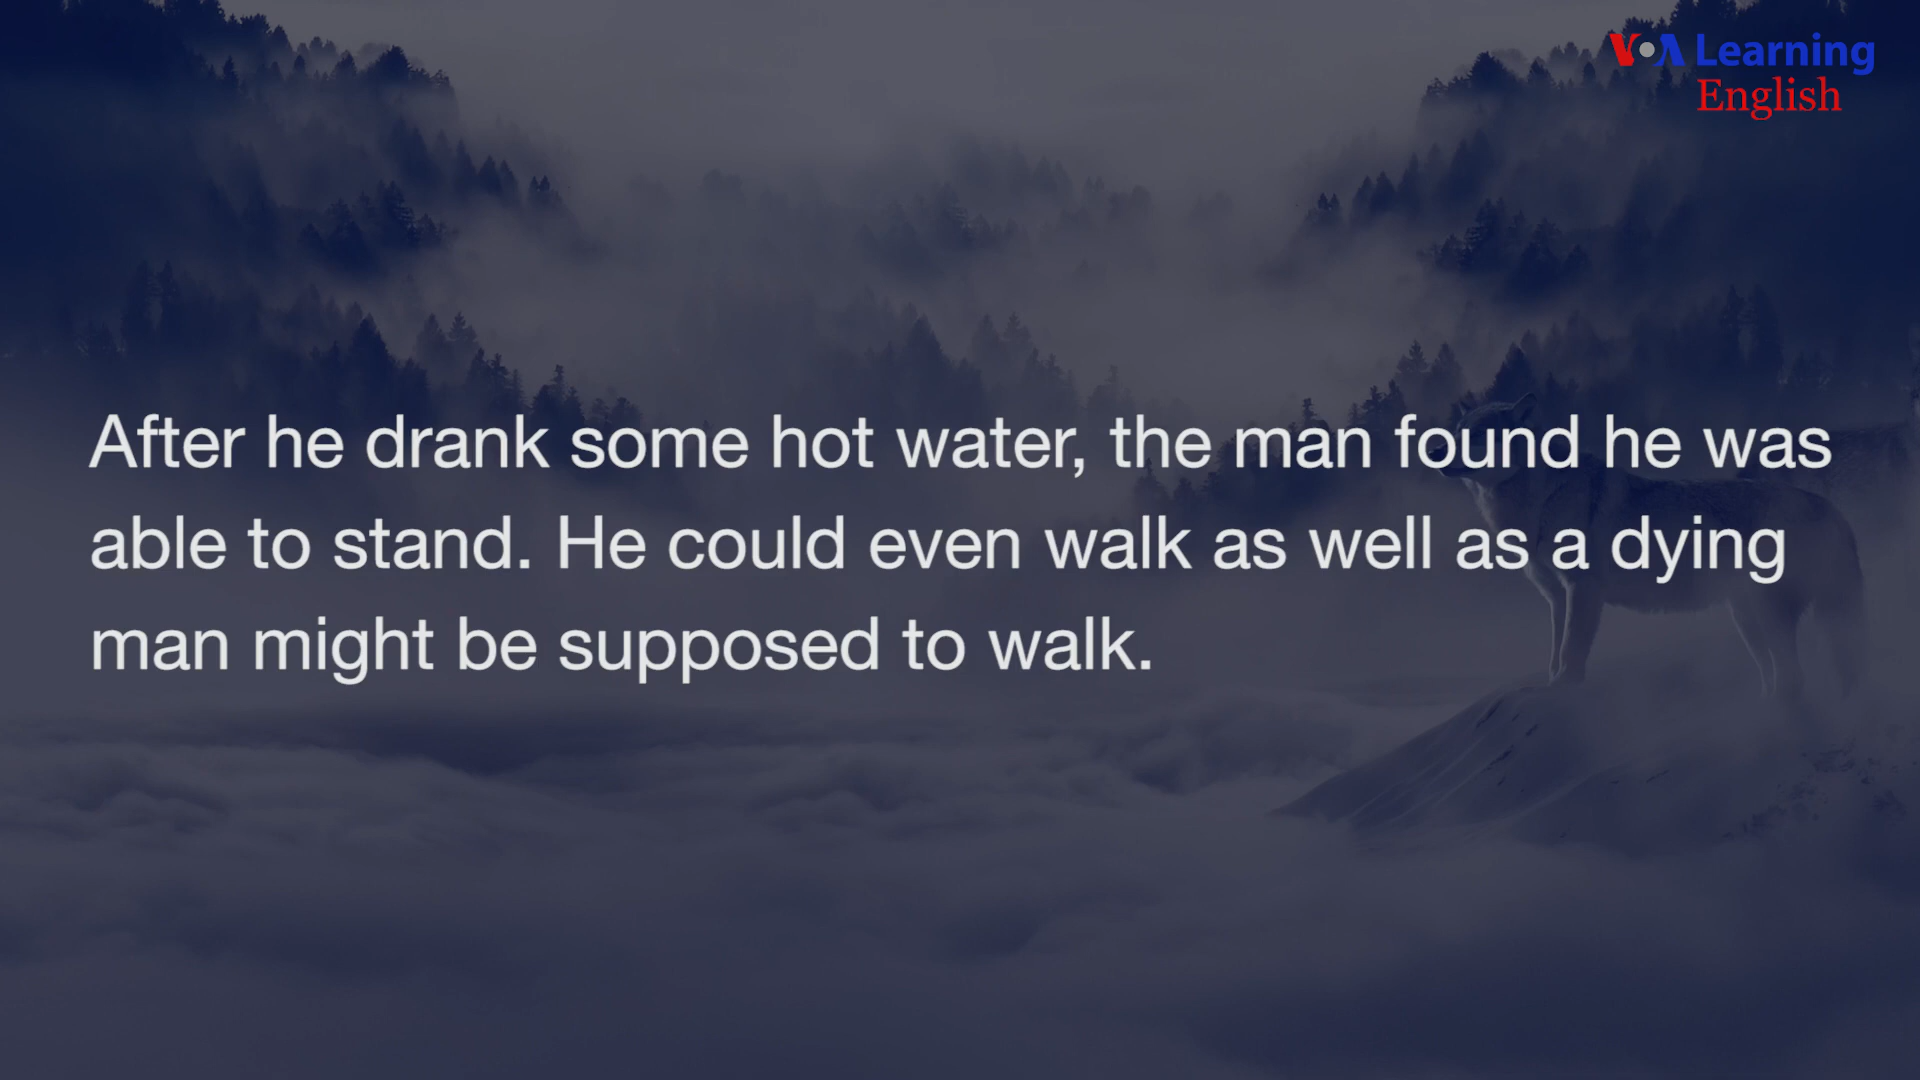 VOA Learning
English
After he drank some hot water, the man found he was
able to stand. He could even walk as well as a dying
man might be supposed to walk.